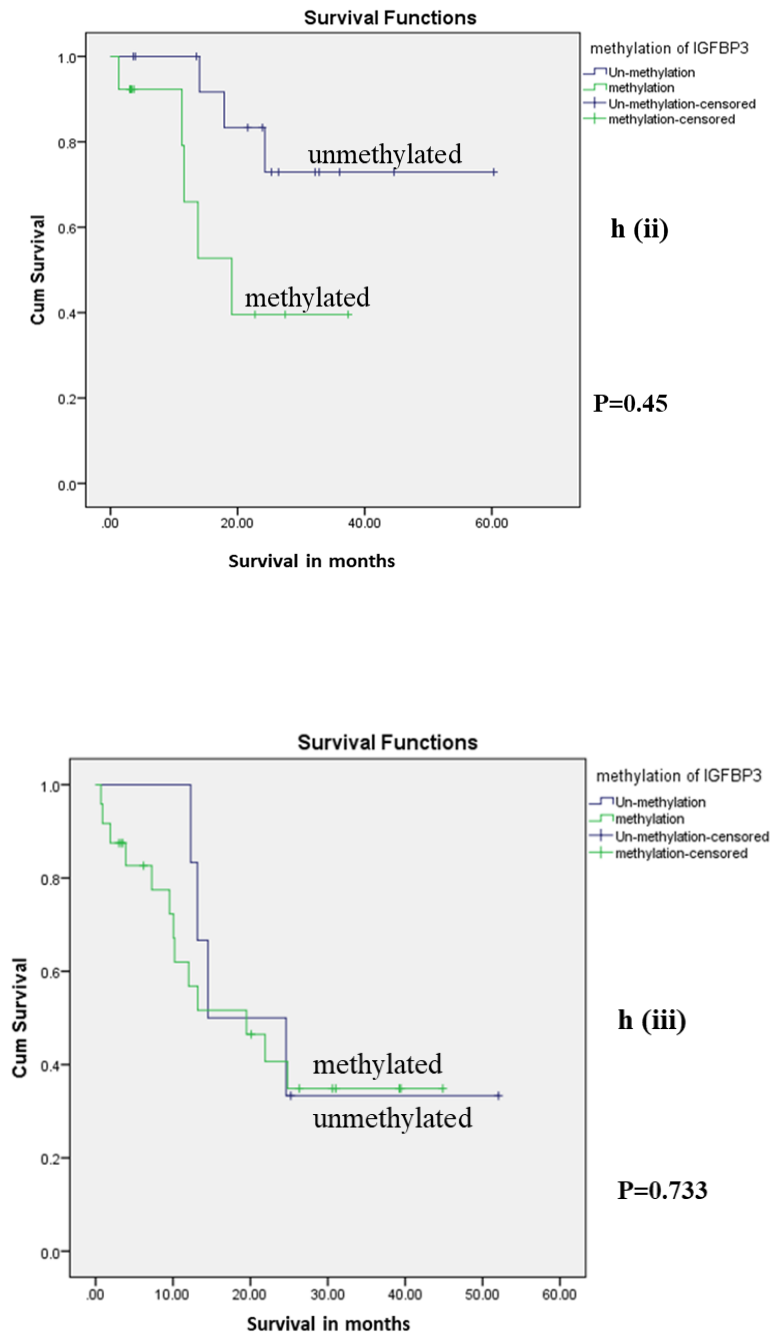 Survival Functions
methylation of IGFBP3
Un-methylation
methylation
Un-methylation-censored
methylation-censored
1.0
0.8
0.6
0.4
0.2
0.0
Cum Survival
unmethylated
methylated
h (ii)
P=0.45
.00 20.00 40.00 60.00
Survival in months
Survival Functions
methylation of IGFBP3
Un-methylation
methylation
Un-methylation-censored
methylation-censored
1.0
0.8
0.6
0.4
0.2
0.0
Cum Survival
methylated
unmethylated
h (iii)
P=0.733
.00 10.00 20.00 30.00 40.00 50.00 60.00
Survival in months